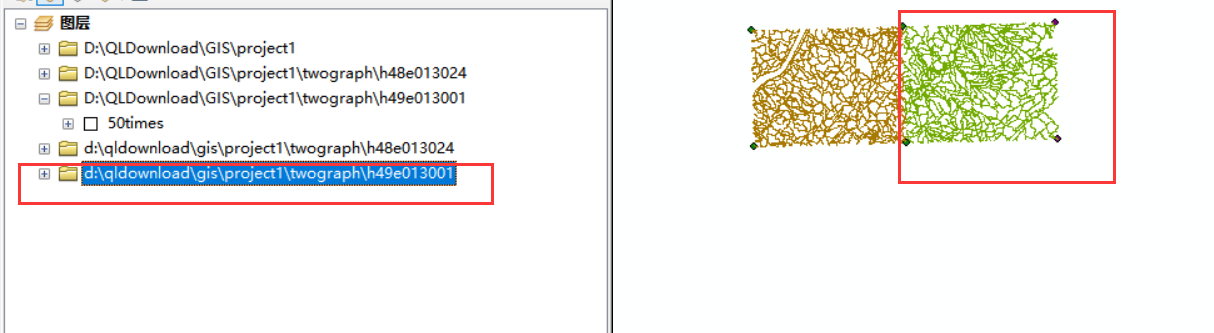 图层
D:\QLDownload\GIS\project1
D:\QLDownload\GIS\project1\twograph\h48e013024
D:\QLDownload\GIS\project1\twograph\h49e013001
50times
d:\qldownload\gis\project1\twograph\h48e013024
d:\qldownload\gis\project1\twograph\h49e013001